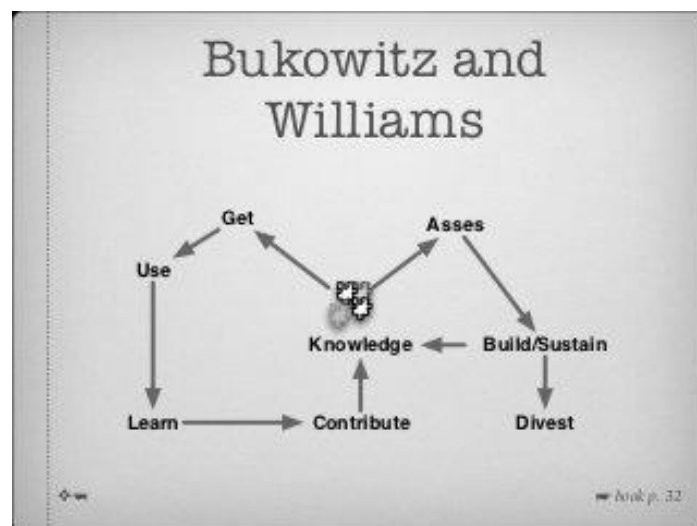 Bukowitz and
Williams
Get
Asses
Use
Knowledge
Build/Sustain
Learn
Contribute
Divest
book p. 32